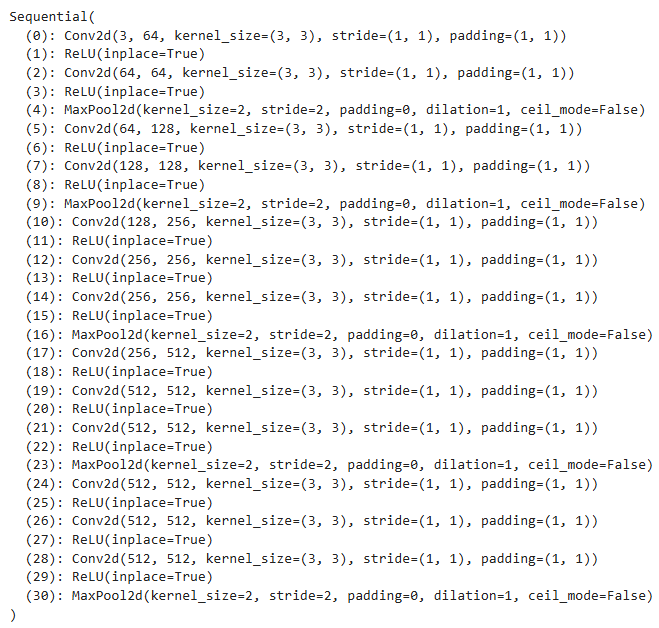 Sequential(
  (0): Conv2d(3, 64, kernel_size=(3, 3), stride=(1, 1), padding=(1, 1))
  (1): ReLU(inplace=True)
  (2): Conv2d(64, 64, kernel_size=(3, 3), stride=(1, 1), padding=(1, 1))
  (3): ReLU(inplace=True)
  (4): MaxPool2d(kernel_size=2, stride=2, padding=0, dilation=1, ceil_mode=False)
  (5): Conv2d(64, 128, kernel_size=(3, 3), stride=(1, 1), padding=(1, 1))
  (6): ReLU(inplace=True)
  (7): Conv2d(128, 128, kernel_size=(3, 3), stride=(1, 1), padding=(1, 1))
  (8): ReLU(inplace=True)
  (9): MaxPool2d(kernel_size=2, stride=2, padding=0, dilation=1, ceil_mode=False)
  (10): Conv2d(128, 256, kernel_size=(3, 3), stride=(1, 1), padding=(1, 1))
  (11): ReLU(inplace=True)
  (12): Conv2d(256, 256, kernel_size=(3, 3), stride=(1, 1), padding=(1, 1))
  (13): ReLU(inplace=True)
  (14): Conv2d(256, 256, kernel_size=(3, 3), stride=(1, 1), padding=(1, 1))
  (15): ReLU(inplace=True)
  (16): MaxPool2d(kernel_size=2, stride=2, padding=0, dilation=1, ceil_mode=False)
  (17): Conv2d(256, 512, kernel_size=(3, 3), stride=(1, 1), padding=(1, 1))
  (18): ReLU(inplace=True)
  (19): Conv2d(512, 512, kernel_size=(3, 3), stride=(1, 1), padding=(1, 1))
  (20): ReLU(inplace=True)
  (21): Conv2d(512, 512, kernel_size=(3, 3), stride=(1, 1), padding=(1, 1))
  (22): ReLU(inplace=True)
  (23): MaxPool2d(kernel_size=2, stride=2, padding=0, dilation=1, ceil_mode=False)
  (24): Conv2d(512, 512, kernel_size=(3, 3), stride=(1, 1), padding=(1, 1))
  (25): ReLU(inplace=True)
  (26): Conv2d(512, 512, kernel_size=(3, 3), stride=(1, 1), padding=(1, 1))
  (27): ReLU(inplace=True)
  (28): Conv2d(512, 512, kernel_size=(3, 3), stride=(1, 1), padding=(1, 1))
  (29): ReLU(inplace=True)
  (30): MaxPool2d(kernel_size=2, stride=2, padding=0, dilation=1, ceil_mode=False)
)